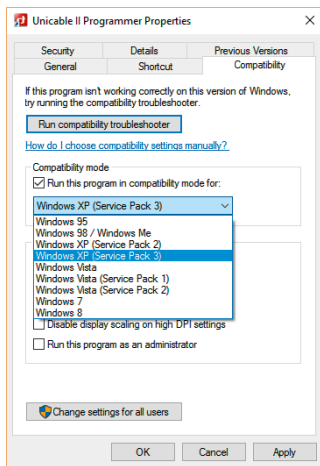 Unicable II Programmer Properties
Security Details Previous Versions
General Shortcut Compatibility
If this program isn't working correctly on this version of Windows,
try running the compatibility troubleshooter.
Run compatibility troubleshooter
How do I choose compatibility settings manually?
Compatibility mode
Run this program in compatibility mode for:
Windows XP (Service Pack 3)
Windows 95
Windows 98 / Windows Me
Windows XP (Service Pack 2)
Windows XP (Service Pack 3)
Windows Vista
Windows Vista (Service Pack 1)
Windows Vista (Service Pack 2)
Windows 7
Windows 8
Disable display scaling on high DPI settings
Run this program as an administrator
Change settings for all users
OK Cancel Apply